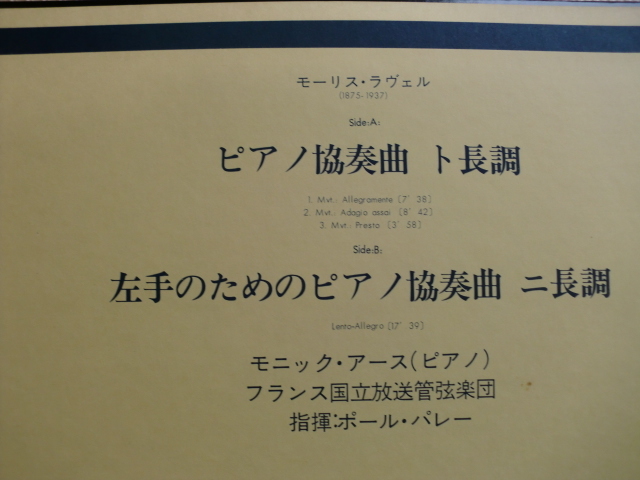 モーリス・ラヴェル
(1875-1937)
Side:A:
ピアノ協奏曲 ト長調
1. Mvt.: Allegramente〔7' 38〕
2. Mvt.: Adagio assai〔8' 42〕
3. Mvt.: Presto〔3' 58〕
Side:B:
左手のためのピアノ協奏曲 ニ長調
Lento-Allegro〔17' 39〕
モニック・アース(ピアノ)
フランス国立放送管弦楽団
指揮:ポール・パレー